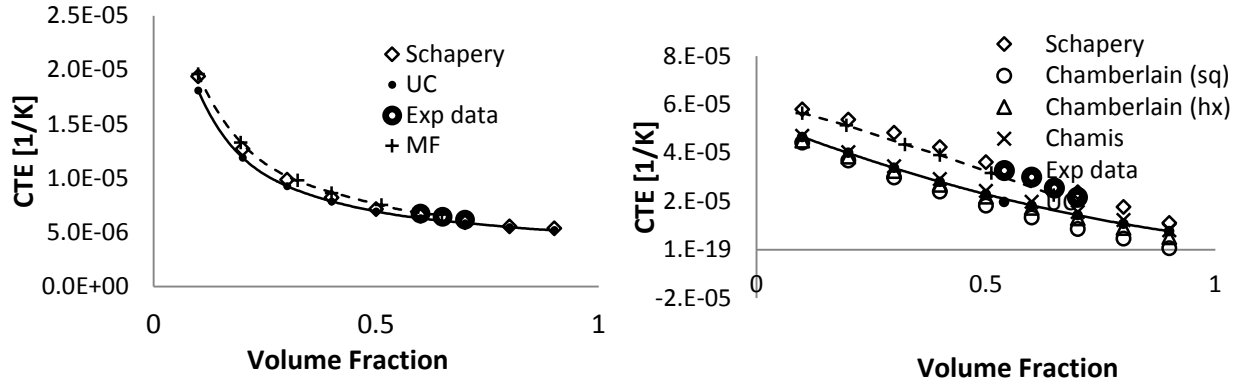 2.5E-05
2.0E-05
1.5E-05
1.0E-05
5.0E-06
0.0E+00
CTE [1/K]
Schapery
UC
Exp data
MF
0
0.5
1
Volume Fraction
8.E-05
6.E-05
4.E-05
2.E-05
1.E-19
-2.E-05
CTE [1/K]
Schapery
Chamberlain (sq)
Chamberlain (hx)
Chamis
Exp data
0
0.5
1
Volume Fraction